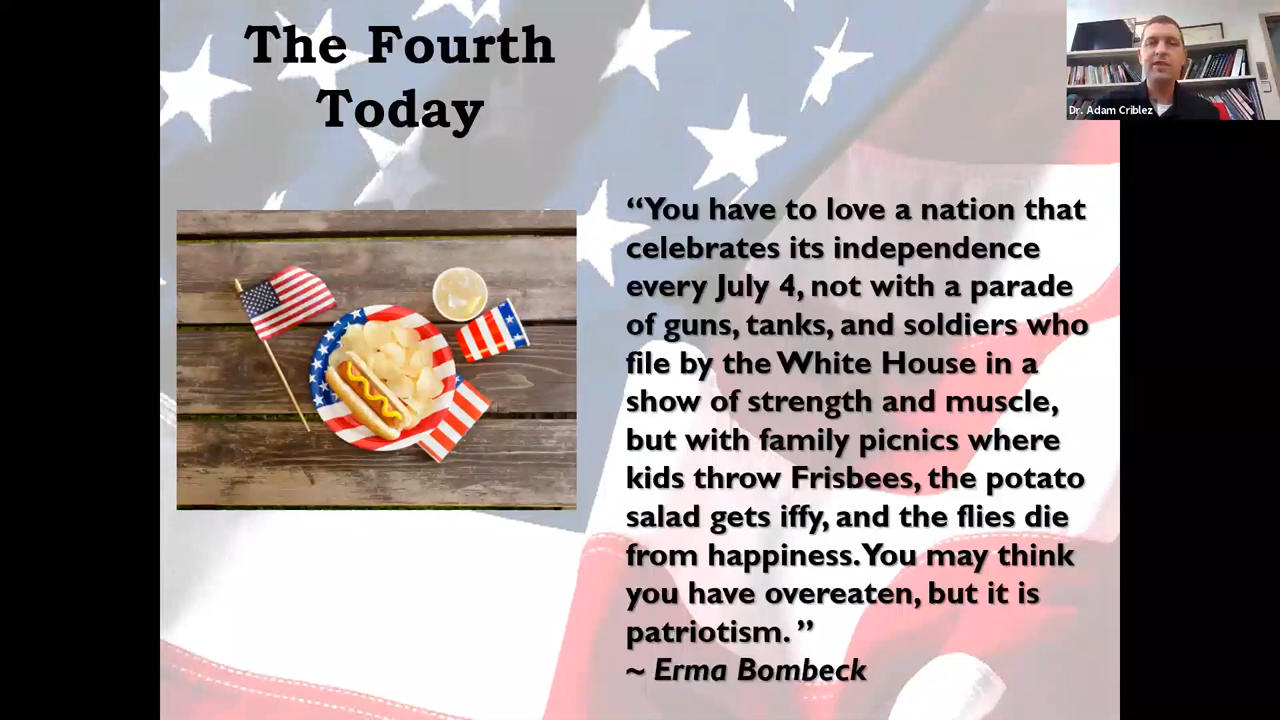 The Fourth
Today
Dr. Adam Criblez
“You have to love a nation that
celebrates its independence
every July 4, not with a parade
of guns, tanks, and soldiers who
file by the White House in a
show of strength and muscle,
but with family picnics where
kids throw Frisbees, the potato
salad gets iffy, and the flies die
from happiness. You may think
you have overeaten, but it is
patriotism. ”
~ Erma Bombeck